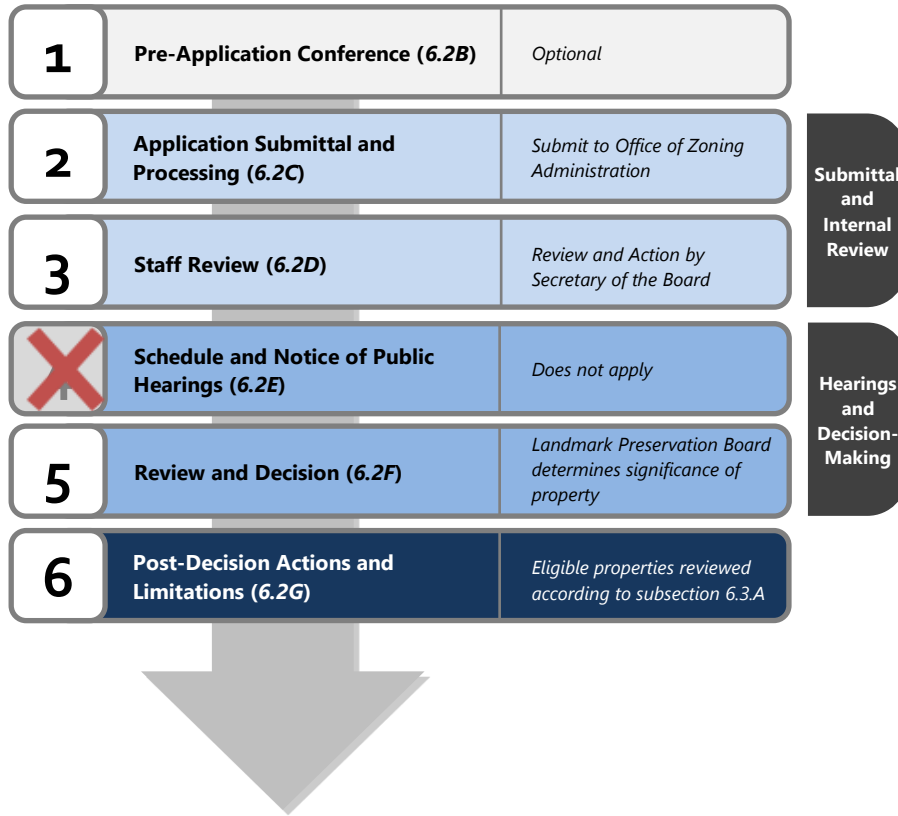 1
Pre-Application Conference (6.2B)
Optional
2
Application Submittal and
Processing (6.2C)
Submit to Office of Zoning
Administration
3
Staff Review (6.2D)
Review and Action by
Secretary of the Board
Submittal
and
Internal
Review
Schedule and Notice of Public
Hearings (6.2E)
Does not apply
5
Review and Decision (6.2F)
Landmark Preservation Board
determines significance of
property
Hearings
and
Decision-
Making
6
Post-Decision Actions and
Limitations (6.2G)
Eligible properties reviewed
according to subsection 6.3.A